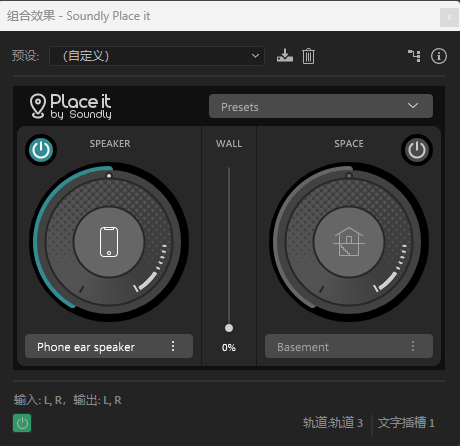 组合效果 - Soundly Place it
预设: (自定义)
Place it
by Soundly
Presets
SPEAKER
WALL
SPACE
Phone ear speaker
0%
Basement
输入: L, R，输出: L, R
轨道:轨道 3
文字插槽 1